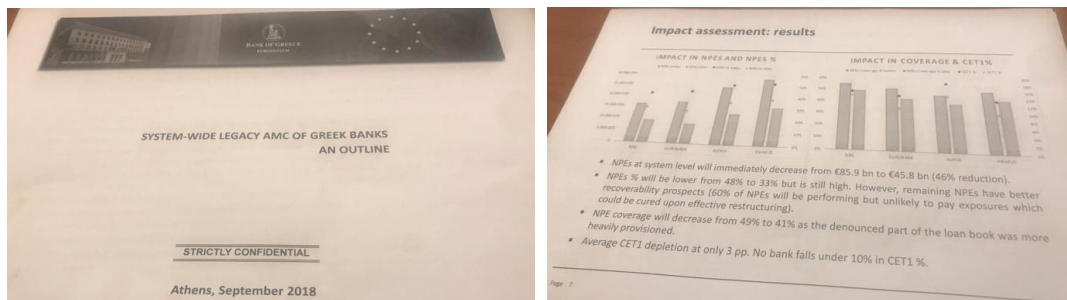 BANK OF GREECE
EUROSYSTEM
SYSTEM-WIDE LEGACY AMC OF GREEK BANKS
AN OUTLINE
STRICTLY CONFIDENTIAL
Athens, September 2018
Impact assessment: results
IMPACT IN NPES AND NPES %
IMPACT IN COVERAGE & CET1%
• NPEs at system level will immediately decrease from €85.9 bn to €45.8 bn (46% reduction).
• NPEs % will be lower from 48% to 33% but is still high. However, remaining NPEs have better
recoverability prospects (60% of NPEs will be performing but unlikely to pay exposures which
could be cured upon effective restructuring).
• NPE coverage will decrease from 49% to 41% as the denounced part of the loan book was more
heavily provisioned.
• Average CET1 depletion at only 3 pp. No bank falls under 10% in CET1 %.
Page 7